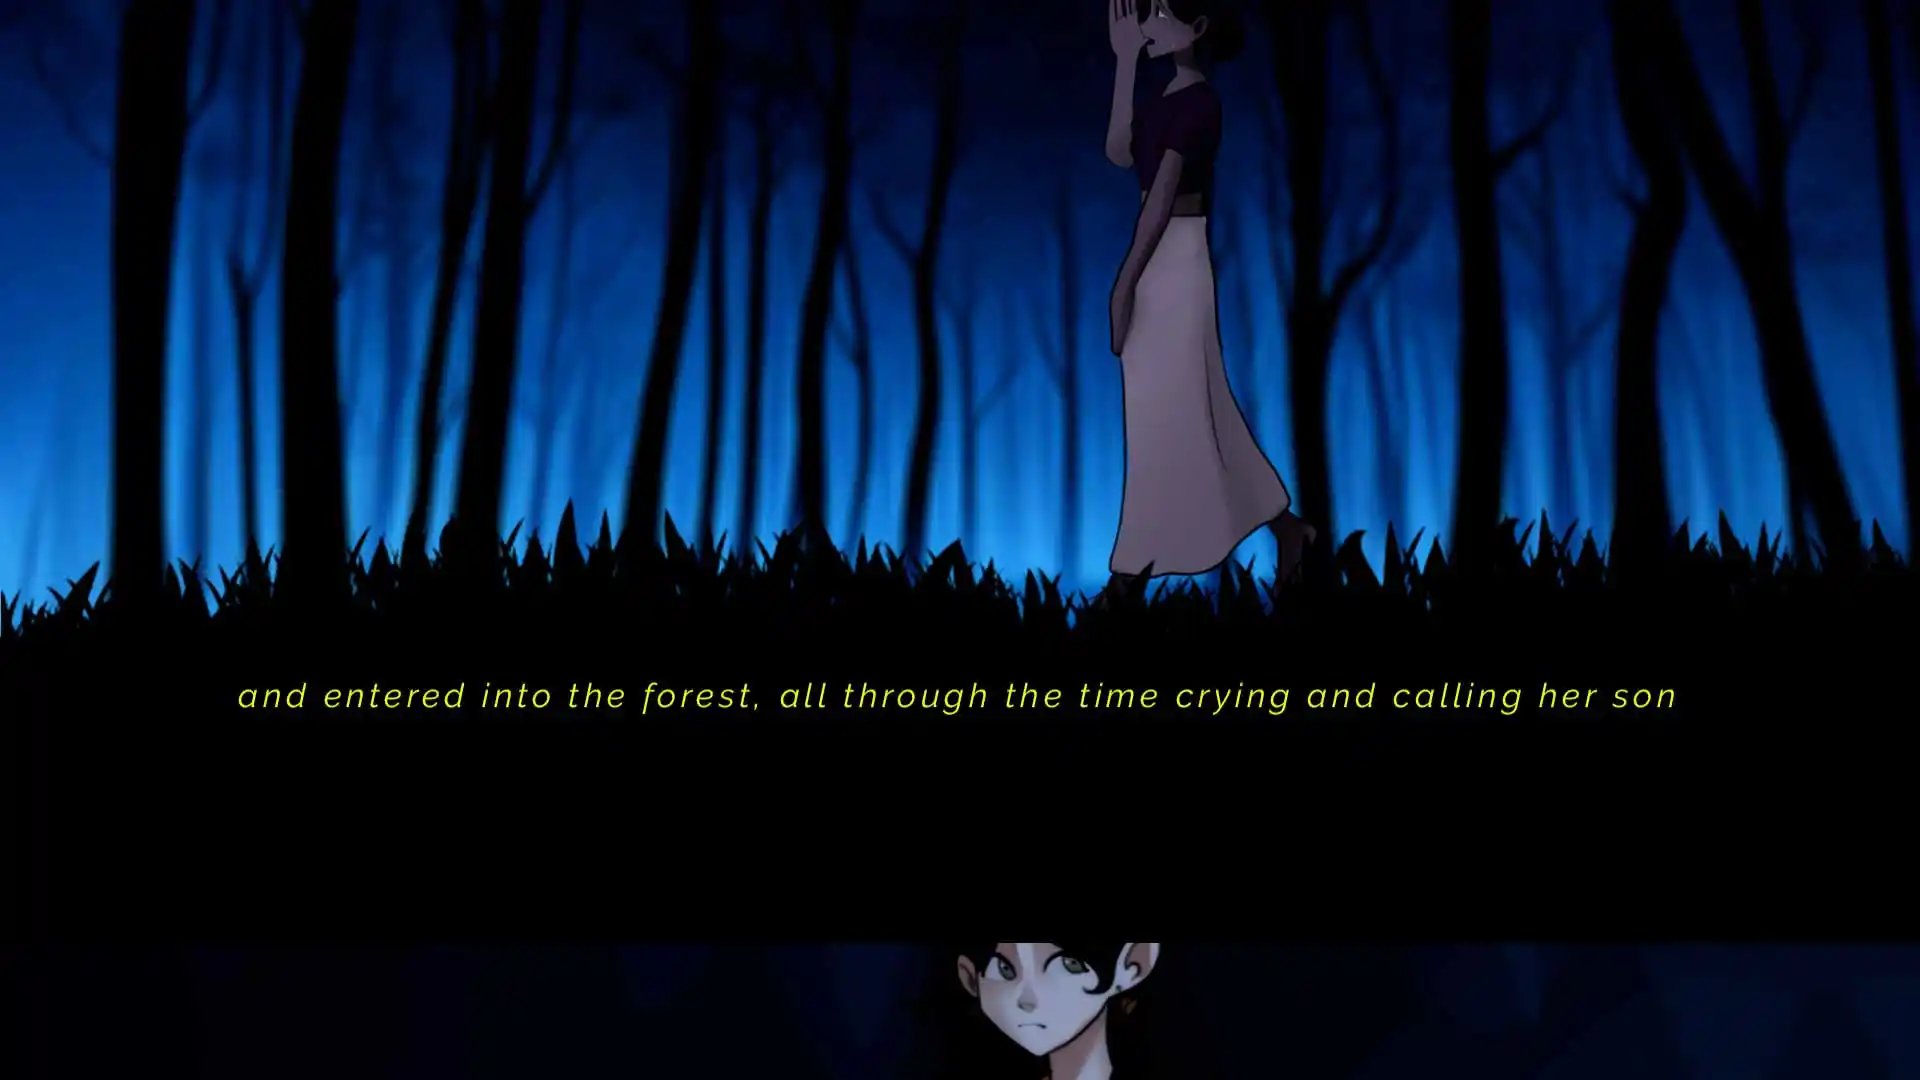 and entered into the forest, all through the time crying and calling her son